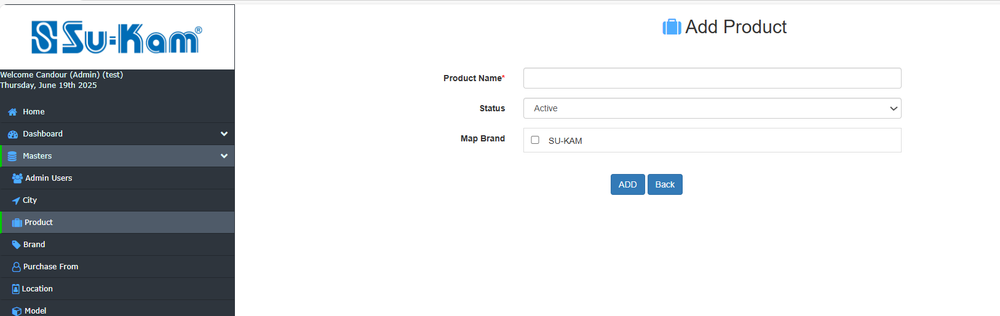 Su-Kam®
Welcome Candour (Admin) (test)
Thursday, June 19th 2025
Home
Dashboard
Masters
Admin Users
City
Product
Brand
Purchase From
Location
Model
Add Product
Product Name*
Status
Active
Map Brand
SU-KAM
ADD
Back